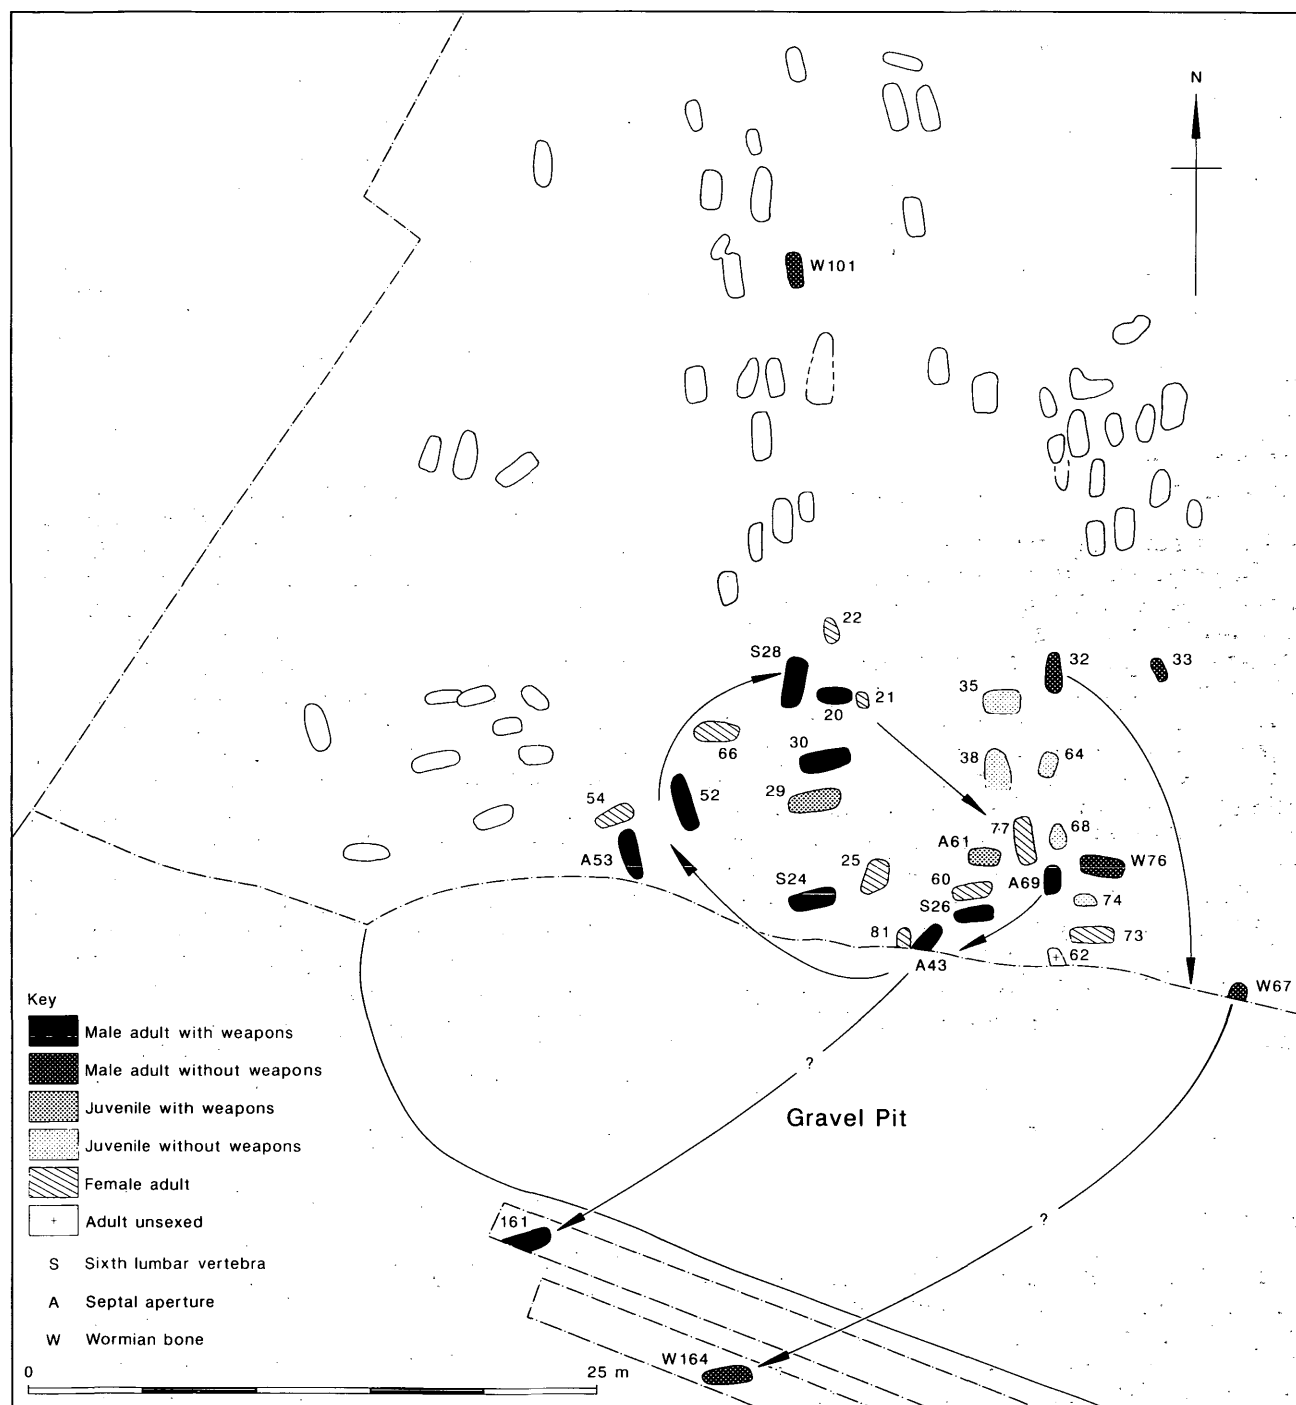 N
W101
22
S28
32
33
35
21
20
66
30
38
64
54
52
29
77
68
A61
W76
A53
25
A69
S24
60
74
S26
81
73
62
A43
W67
Key
Male adult with weapons
?
Male adult without weapons
Juvenile with weapons
Gravel Pit
Juvenile without weapons
Female adult
+ Adult unsexed
161
?
S Sixth lumbar vertebra
A Septal aperture
W Wormian bone
W164
0 25 m